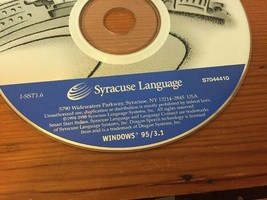 Syracuse Language
I-SST1.6
S7044410
5790 Widewaters Parkway, Syracuse, NY 13214-2845 USA.
Unauthorized use, duplication or distribution is strictly prohibited by federal laws.
©1994-1998 Syracuse Language Systems, Inc. All Rights Reserved.
Smart Start Italian, Syracuse Language and Language Connect are trademarks
of Syracuse Language Systems, Inc. Dragon Speech technology is licensed
from and is a trademark of Dragon Systems, Inc.
WINDOWS® 95/3.1